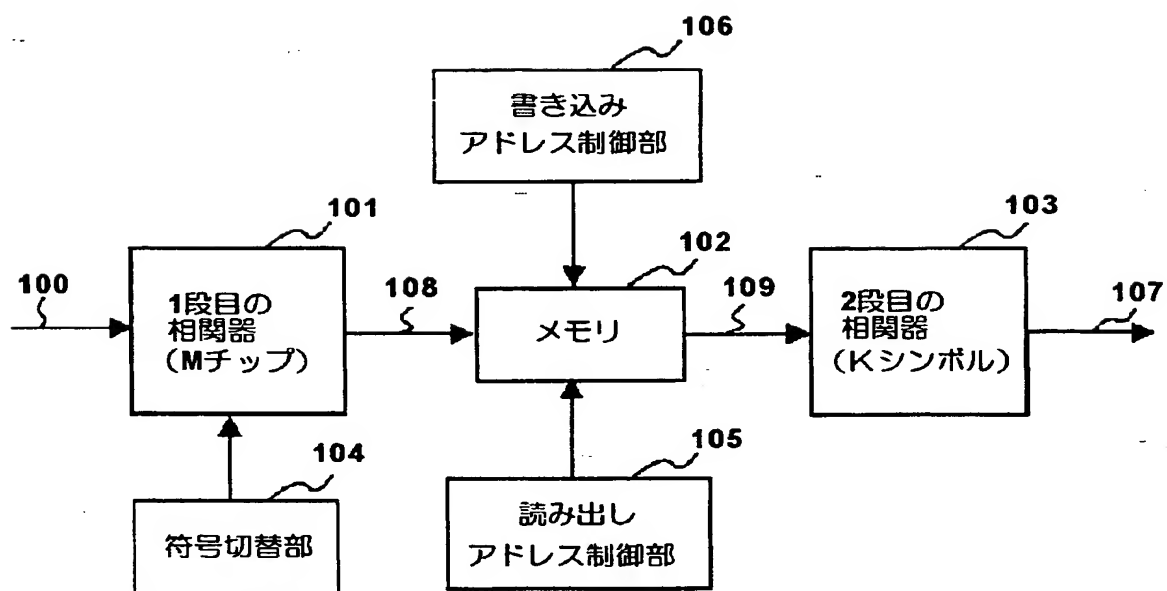 106
書き込み
アドレス制御部
101
103
102
100
1段目の
相関器
(Mチップ)
108
メモリ
109
2段目の
相関器
(Kシンボル)
107
104
105
符号切替部
読み出し
アドレス制御部